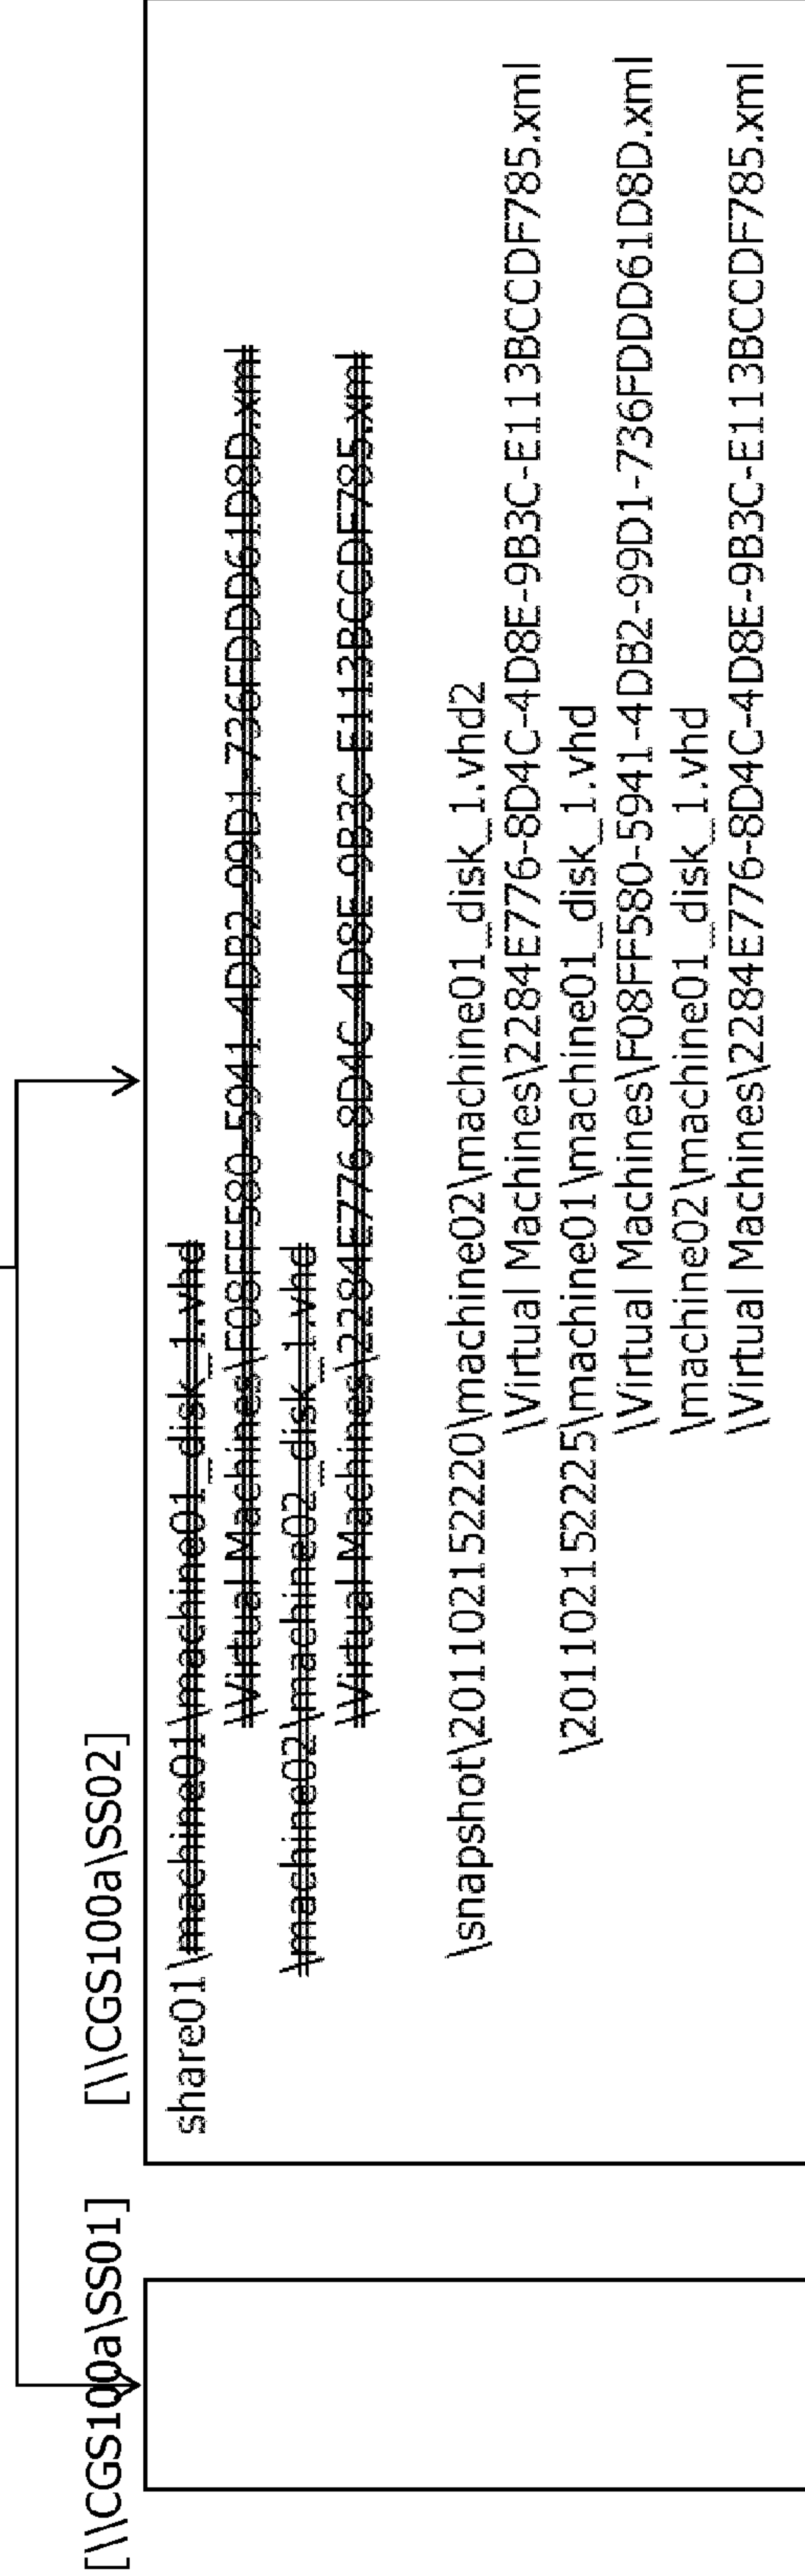 [\\CGS100a\SS01]
[\\CGS100a\SS02]
share01\machine01\machine01_disk_1.vhd
\Virtual Machines\F08FF580-5941-4DB2-99D1-736FDDD61D8D.xml
\machine02\machine02_disk_1.vhd
\Virtual Machines\2284E776-8D4C-4D8E-9B3C-E113BCCDF785.xml
\snapshot\201102152220\machine02\machine01_disk_1.vhd2
\Virtual Machines\2284E776-8D4C-4D8E-9B3C-E113BCCDF785.xml
\201102152225\machine01\machine01_disk_1.vhd
\Virtual Machines\F08FF580-5941-4DB2-99D1-736FDDD61D8D.xml
\machine02\machine01_disk_1.vhd
\Virtual Machines\2284E776-8D4C-4D8E-9B3C-E113BCCDF785.xml